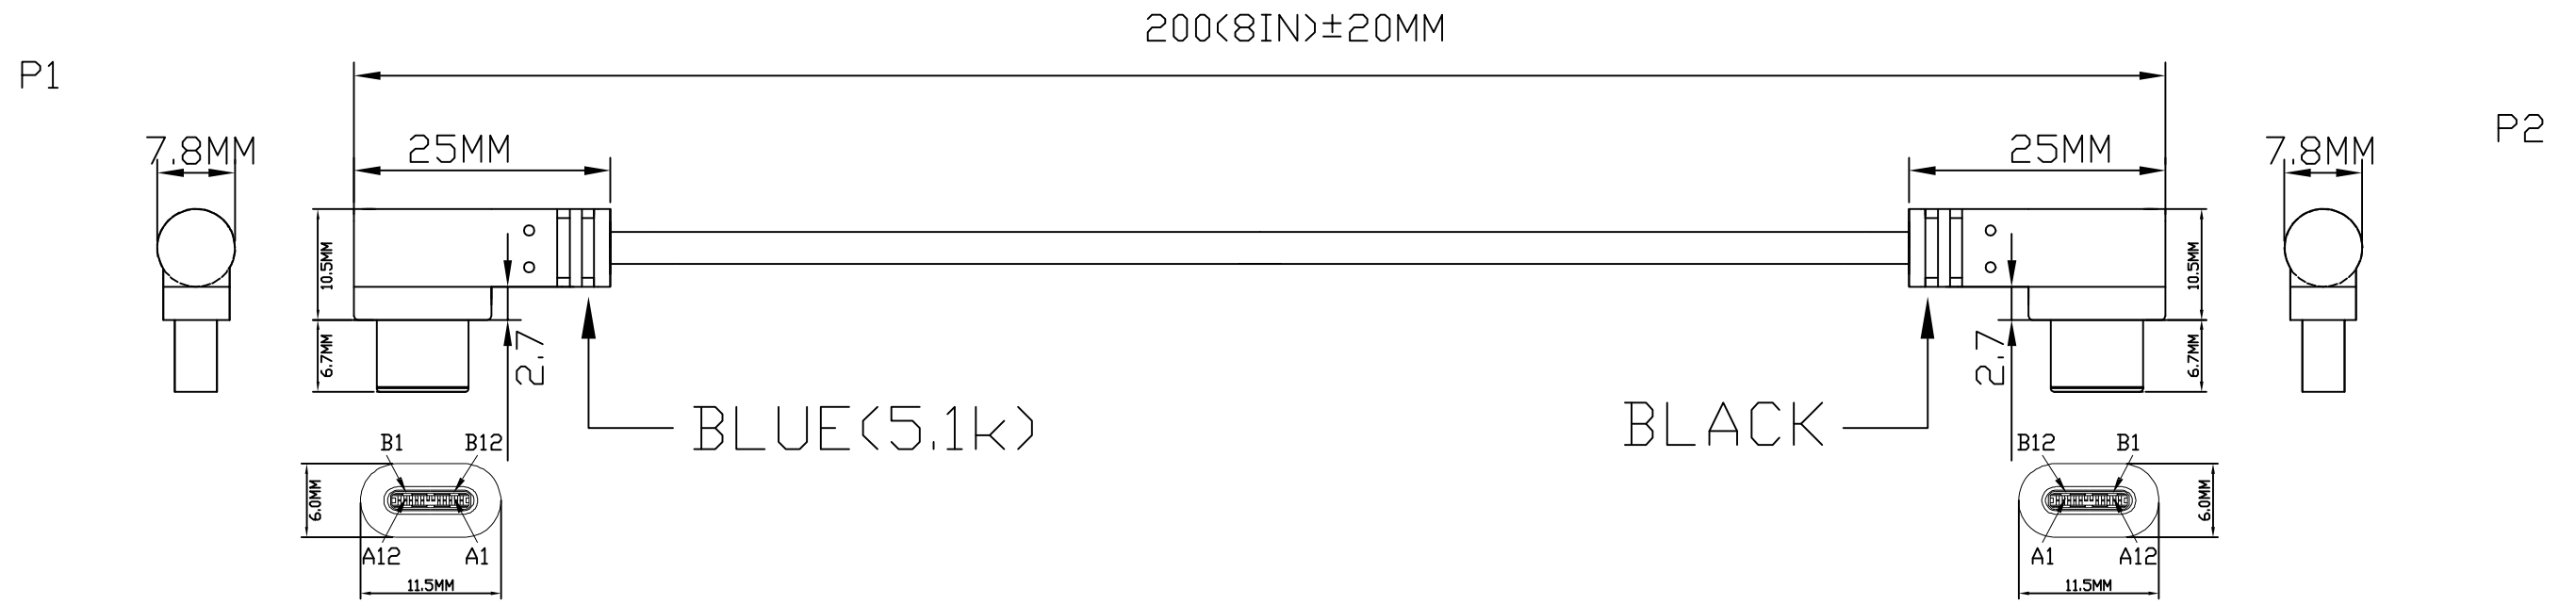 200(8IN)±20MM
P1
P2
7.8MM
25MM
25MM
7.8MM
10.5MM
10.5MM
6.7MM
2.7
2.7
6.7MM
BLUE(5.1k)
BLACK
B1
B12
B12
B1
6.0MM
6.0MM
A12
A1
A1
A12
11.5MM
11.5MM